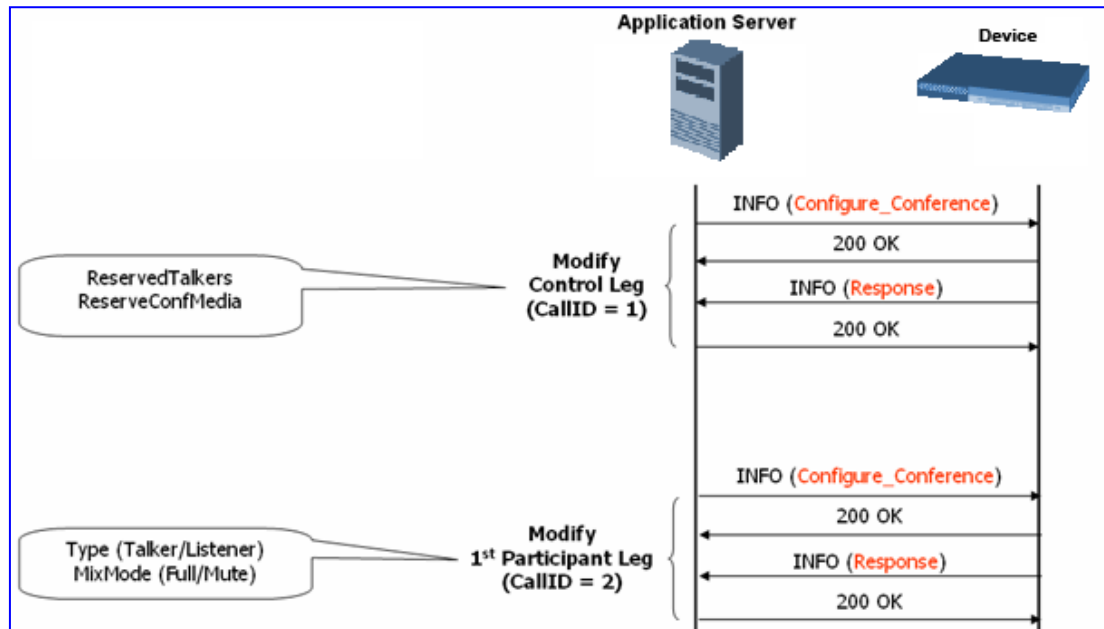 Application Server
Device
INFO (Configure_Conference)
200 OK
INFO (Response)
200 OK
Modify
Control Leg
(CallID = 1)
ReservedTalkers
ReserveConfMedia
INFO (Configure_Conference)
200 OK
INFO (Response)
200 OK
Modify
1st Participant Leg
(CallID = 2)
Type (Talker/Listener)
MixMode (Full/Mute)